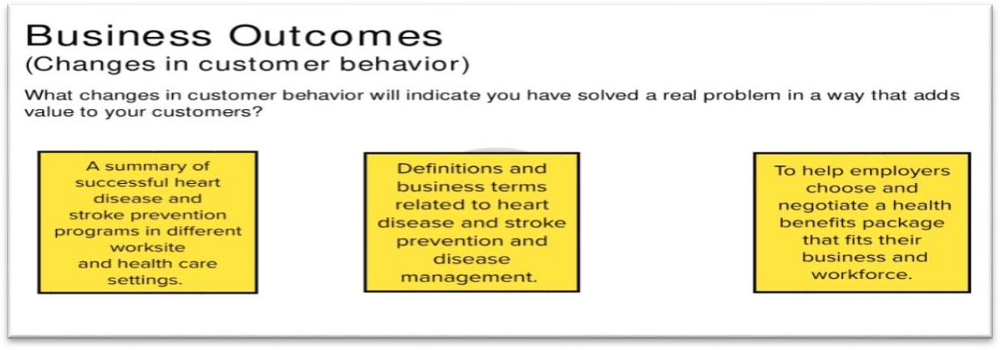 Business Outcomes
(Changes in customer behavior)
What changes in customer behavior will indicate you have solved a real problem in a way that adds
value to your customers?
A summary of
successful heart
disease and
stroke prevention
programs in different
worksite
and health care
settings.
Definitions and
business terms
related to heart
disease and stroke
prevention and
disease
management.
To help employers
choose and
negotiate a health
benefits package
that fits their
business and
workforce.